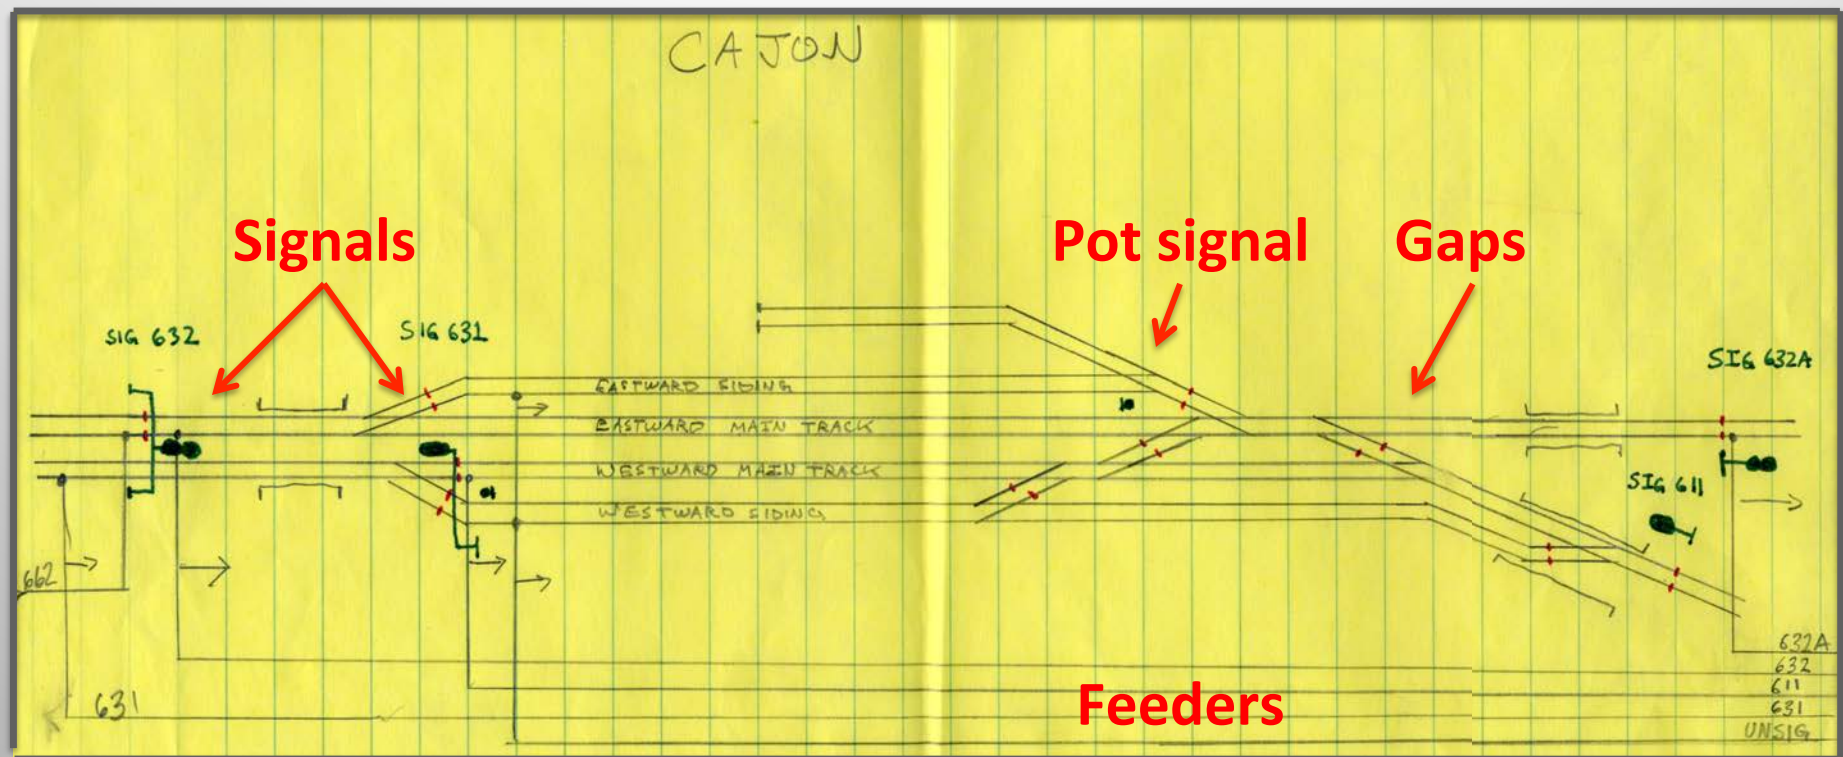 CAJON
Signals
Pot signal
Gaps
SIG 632
SIG 631
SIG 632A
EASTWARD SIDING
EASTWARD MAIN TRACK
WESTWARD MAIN TRACK
SIG 611
WESTWARD SIDING
662
632A
632
611
631
631
UNSIG
Feeders